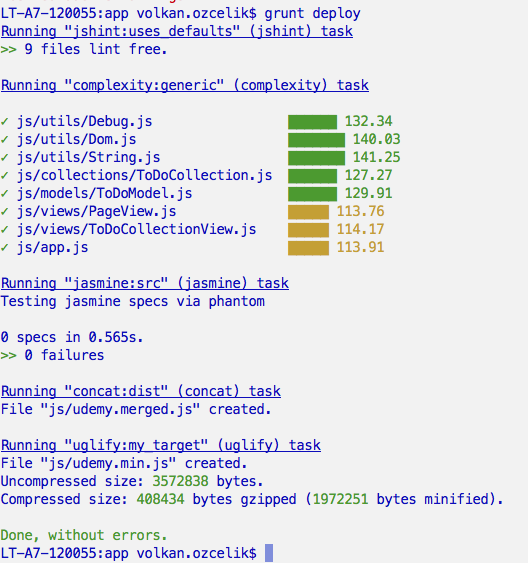 LT-A7-120055:app volkan.ozcelik$ grunt deploy
Running "jshint:uses_defaults" (jshint) task
>> 9 files lint free.
Running "complexity:generic" (complexity) task
✓ js/utils/Debug.js 132.34
✓ js/utils/Dom.js 140.03
✓ js/utils/String.js 141.25
✓ js/collections/ToDoCollection.js 127.27
✓ js/models/ToDoModel.js 129.91
✓ js/views/PageView.js 113.76
✓ js/views/ToDoCollectionView.js 114.17
✓ js/app.js 113.91
Running "jasmine:src" (jasmine) task
Testing jasmine specs via phantom
0 specs in 0.565s.
>> 0 failures
Running "concat:dist" (concat) task
File "js/udemy.merged.js" created.
Running "uglify:my_target" (uglify) task
File "js/udemy.min.js" created.
Uncompressed size: 3572838 bytes.
Compressed size: 408434 bytes gzipped (1972251 bytes minified).
Done, without errors.
LT-A7-120055:app volkan.ozcelik$